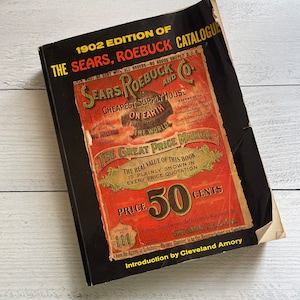 1902 EDITION OF
THE SEARS, ROEBUCK CATALOGUE
SEARS, ROEBUCK
AND CO.
CHEAPEST SUPPLY HOUSE
ON EARTH
THE WORLD
THE GREAT PRICE MAKER
THE REAL VALUE OF THIS BOOK
IS PLAINLY SHOWN IN
EVERY PRICE QUOTATION
PRICE 50 CENTS
Introduction by Cleveland Amory